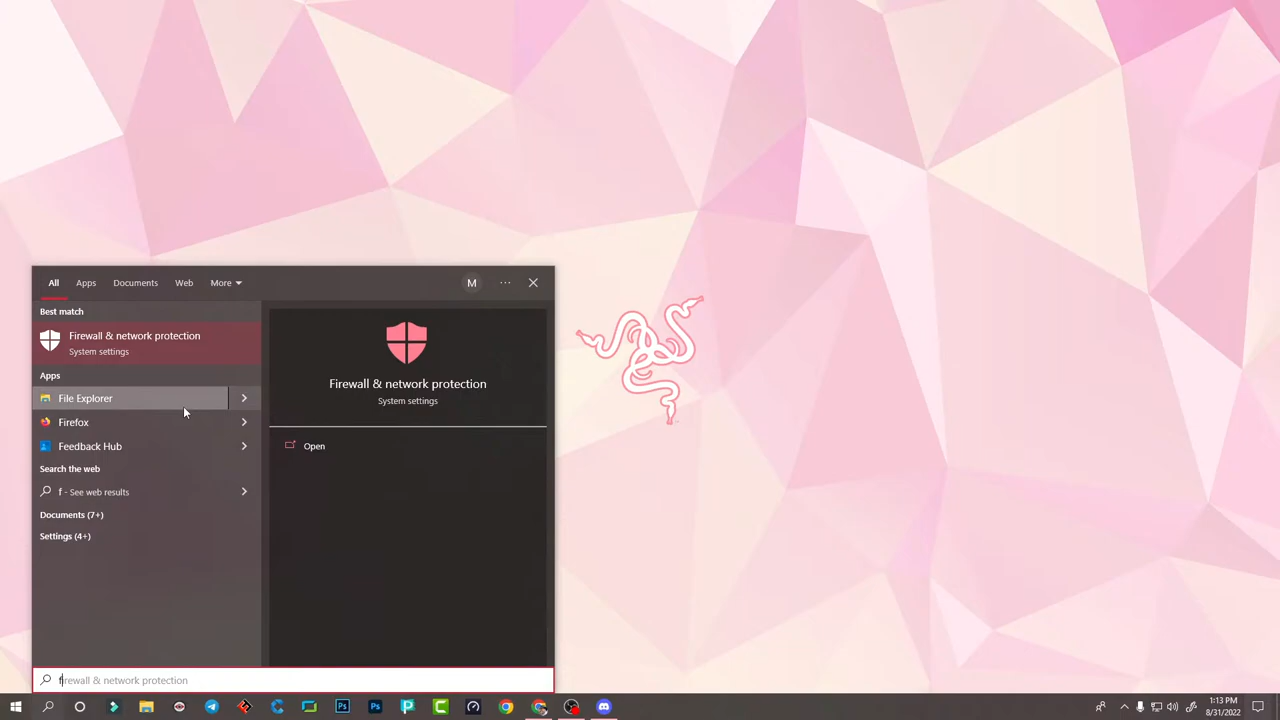 All Apps Documents Web More M ...
Best match
Firewall & network protection
System settings
Apps
File Explorer
Firefox
Feedback Hub
Search the web
f - See web results
Documents (7+)
Settings (4+)
Firewall & network protection
System settings
Open
firewall & network protection
Ps Ps
1:13 PM
8/31/2022